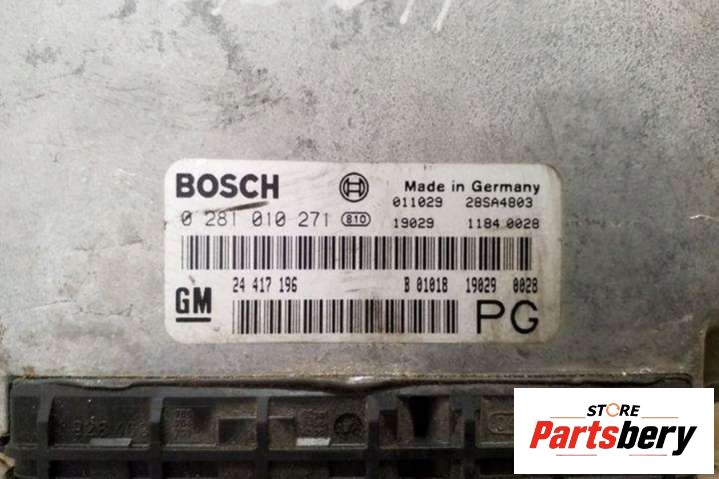 BOSCH
Made in Germany
011029 28SA4803
0 281 010 271 810 19029 1184 0028
24 417 196 B 0101B 19029 0028
GM
PG
STORE
Partsbery